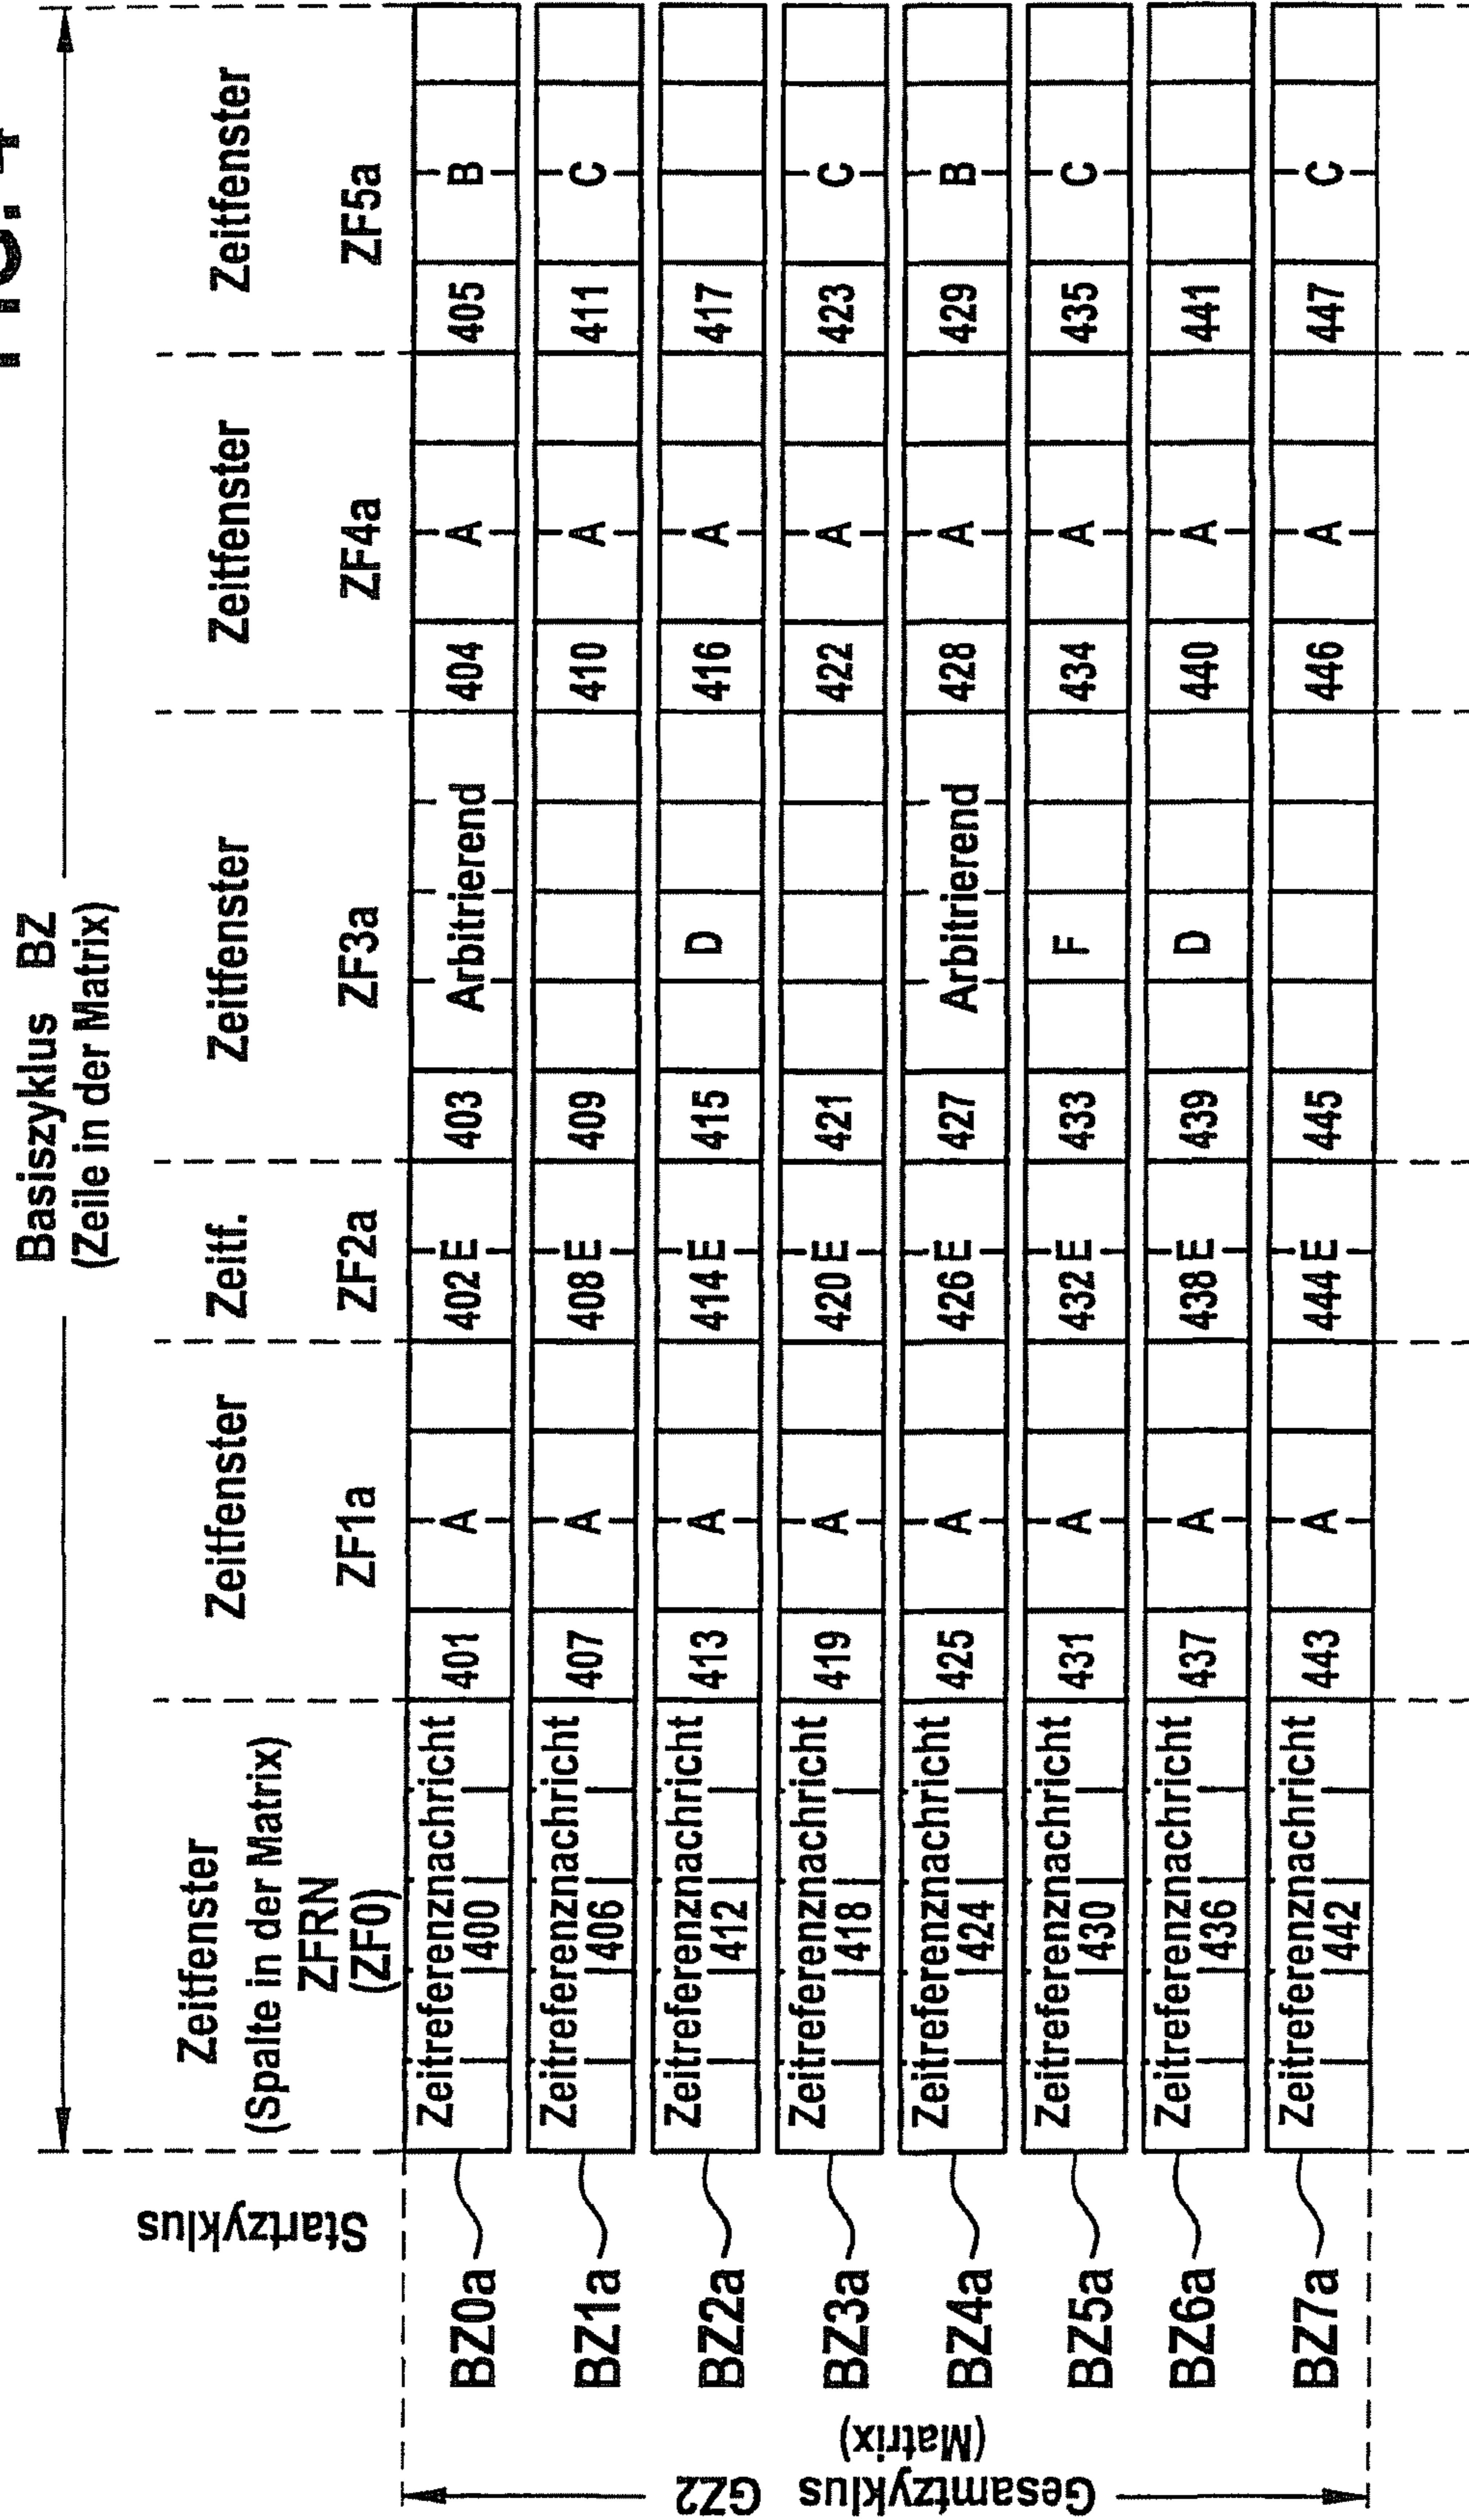 Basiszyklus BZ
(Zeile in der Matrix)
Startzyklus
Zeitfenster
(Spalte in der Matrix)
ZFRN
(ZF0)
Zeitfenster
ZF1a
Zeitf.
ZF2a
Zeitfenster
ZF3a
Zeitfenster
ZF4a
Zeitfenster
ZF5a
Gesamtzyklus GZ2
(Matrix)
BZ0a Zeitreferenznachricht 400 401 A 402 E 403 Arbitrierend 404 A 405 B
BZ1a Zeitreferenznachricht 406 407 A 408 E 409 410 A 411 C
BZ2a Zeitreferenznachricht 412 413 A 414 E 415 D 416 A 417
BZ3a Zeitreferenznachricht 418 419 A 420 E 421 422 A 423 C
BZ4a Zeitreferenznachricht 424 425 A 426 E 427 Arbitrierend 428 A 429 B
BZ5a Zeitreferenznachricht 430 431 A 432 E 433 F 434 A 435 C
BZ6a Zeitreferenznachricht 436 437 A 438 E 439 D 440 A 441
BZ7a Zeitreferenznachricht 442 443 A 444 E 445 446 A 447 C